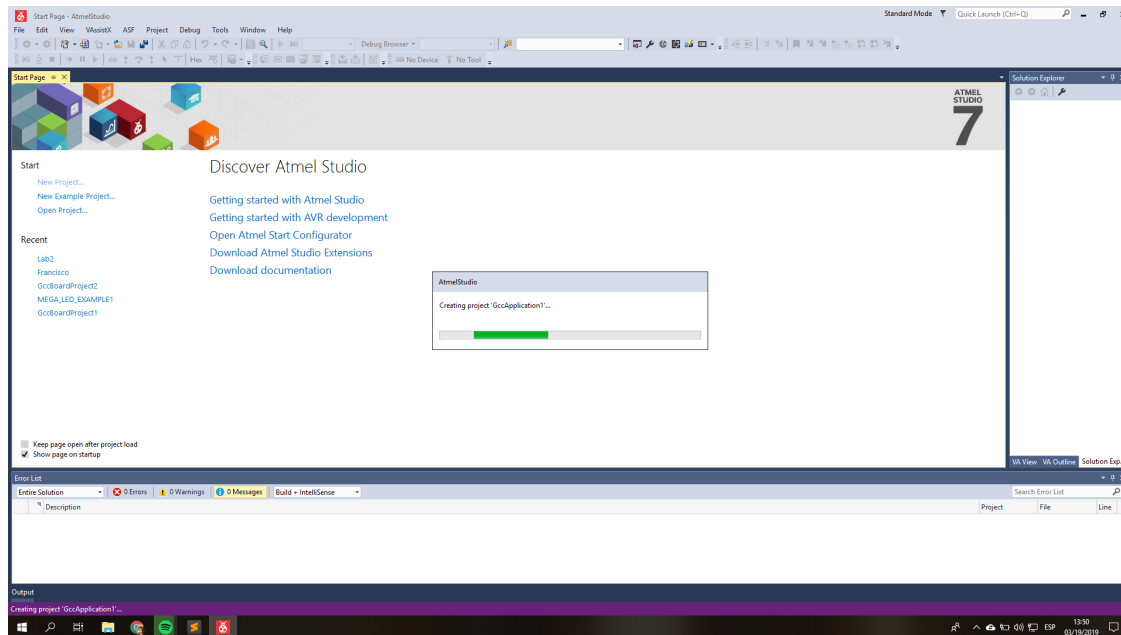 Start Page - AtmelStudio
Standard Mode
Quick Launch (Ctrl+Q)
File Edit View VAssistX ASF Project Debug Tools Window Help
Debug Browser
Hex
No Device No Tool
Start Page
Solution Explorer
ATMEL
STUDIO
7
Start
New Project...
New Example Project...
Open Project...
Recent
Lab2
Francisco
GccBoardProject2
MEGA_LED_EXAMPLE1
GccBoardProject1
Discover Atmel Studio
Getting started with Atmel Studio
Getting started with AVR development
Open Atmel Start Configurator
Download Atmel Studio Extensions
Download documentation
AtmelStudio
Creating project 'GccApplication1'...
Keep page open after project load
Show page on startup
VA View VA Outline Solution Exp.
Error List
Entire Solution 0 Errors 0 Warnings 0 Messages Build + IntelliSense
Search Error List
Description Project File Line
Output
Creating project 'GccApplication1'...
ESP
13:50
03/19/2019